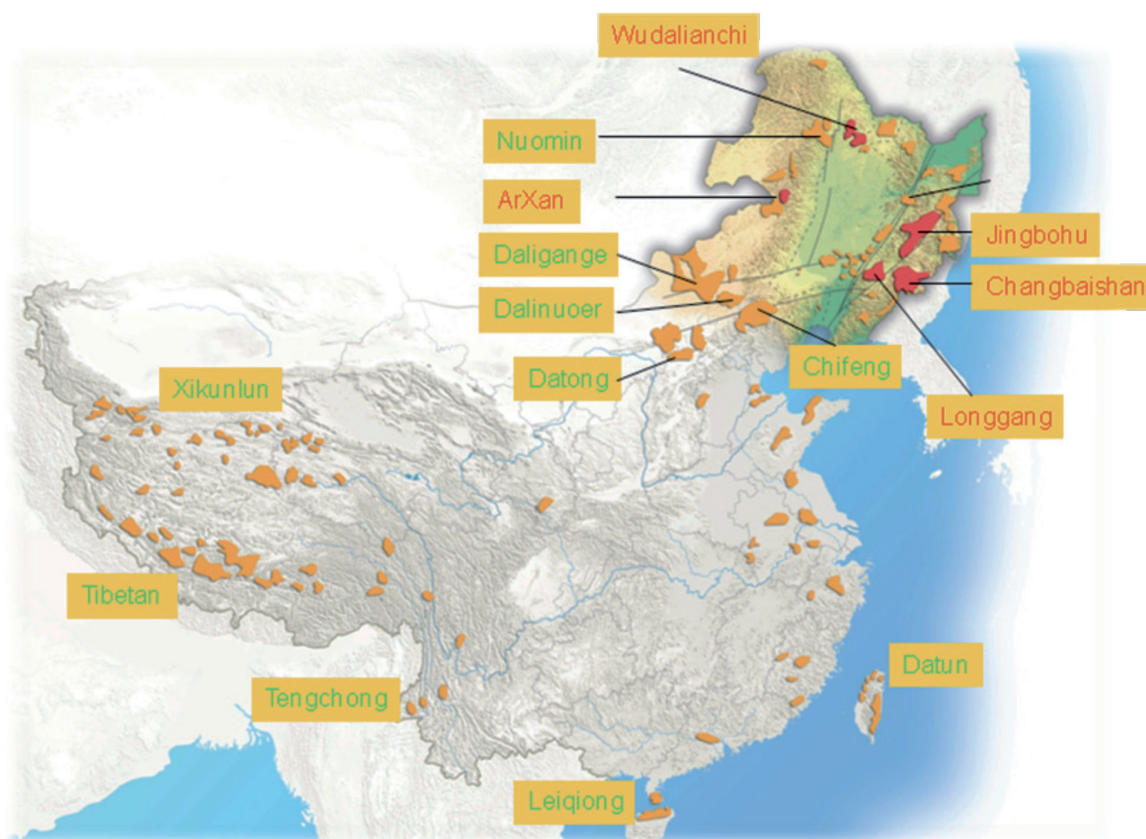 Wudalianchi
Nuomin
ArXan
Jingbohu
Daligange
Changbaishan
Dalinuoer
Chifeng
Datong
Xikunlun
Longgang
Tibetan
Datun
Tengchong
Leiqiong